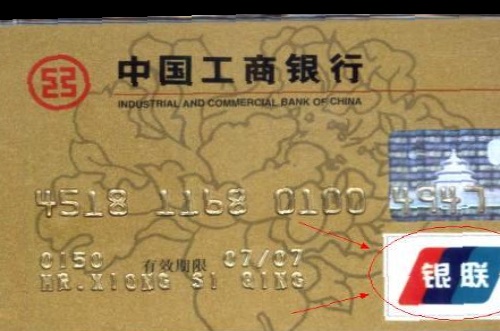 中国工商银行
INDUSTRIAL AND COMMERCIAL BANK OF CHINA
4518 1168 0100 4947
0150 有效期限 07/07
MR.XIONG SI QING
银联